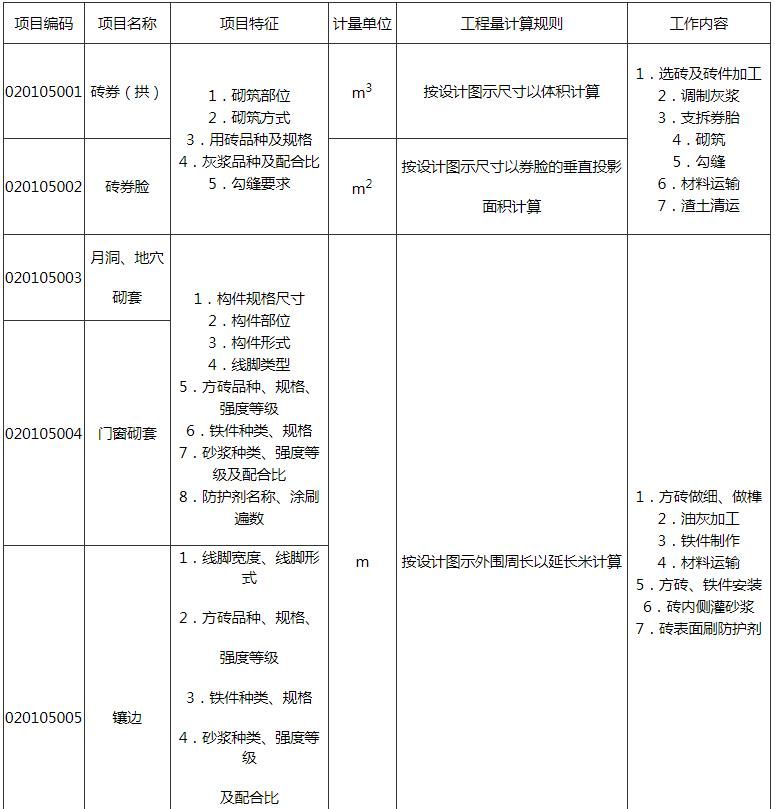 项目编码
项目名称
项目特征
计量单位
工程量计算规则
工作内容
020105001
砖券（拱）
1．砌筑部位
2．砌筑方式
3．用砖品种及规格
4．灰浆品种及配合比
5．勾缝要求
m3
按设计图示尺寸以体积计算
1．选砖及砖件加工
2．调制灰浆
3．支拆券胎
4．砌筑
5．勾缝
6．材料运输
7．渣土清运
020105002
砖券脸
m2
按设计图示尺寸以券脸的垂直投影
面积计算
020105003
月洞、地穴
砌套
1．构件规格尺寸
2．构件部位
3．构件形式
4．线脚类型
5．方砖品种、规格、
强度等级
6．铁件种类、规格
7．砂浆种类、强度等
级及配合比
8．防护剂名称、涂刷
遍数
m
按设计图示外围周长以延长米计算
1．方砖做细、做榫
2．油灰加工
3．铁件制作
4．材料运输
5．方砖、铁件安装
6．砖内侧灌砂浆
7．砖表面刷防护剂
020105004
门窗砌套
020105005
镶边
1．线脚宽度、线脚形
式
2．方砖品种、规格、
强度等级
3．铁件种类、规格
4．砂浆种类、强度等
级
及配合比